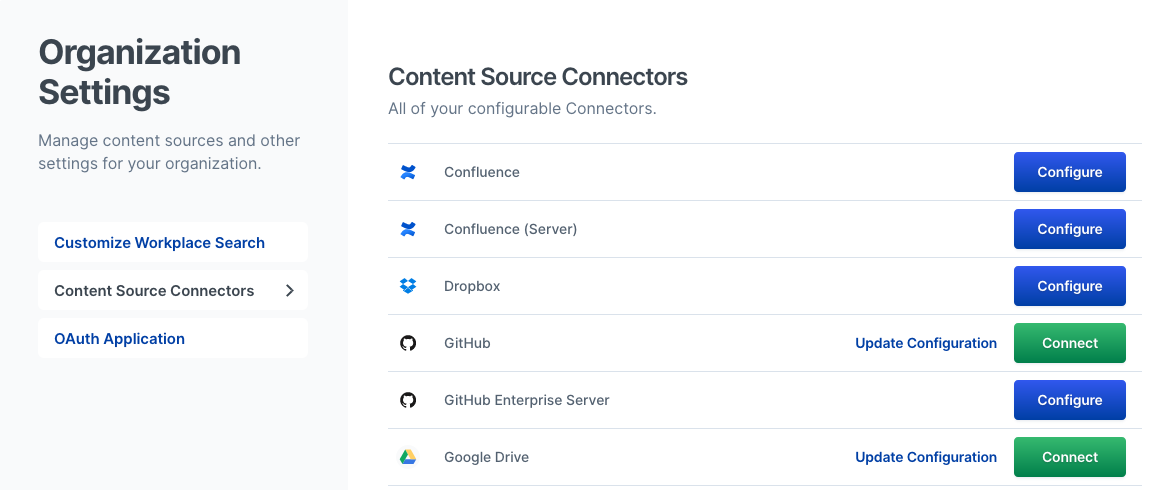 Organization
Settings
Manage content sources and other
settings for your organization.
Customize Workplace Search
Content Source Connectors
OAuth Application
Content Source Connectors
All of your configurable Connectors.
Confluence Configure
Confluence (Server) Configure
Dropbox Configure
GitHub Update Configuration Connect
GitHub Enterprise Server Configure
Google Drive Update Configuration Connect